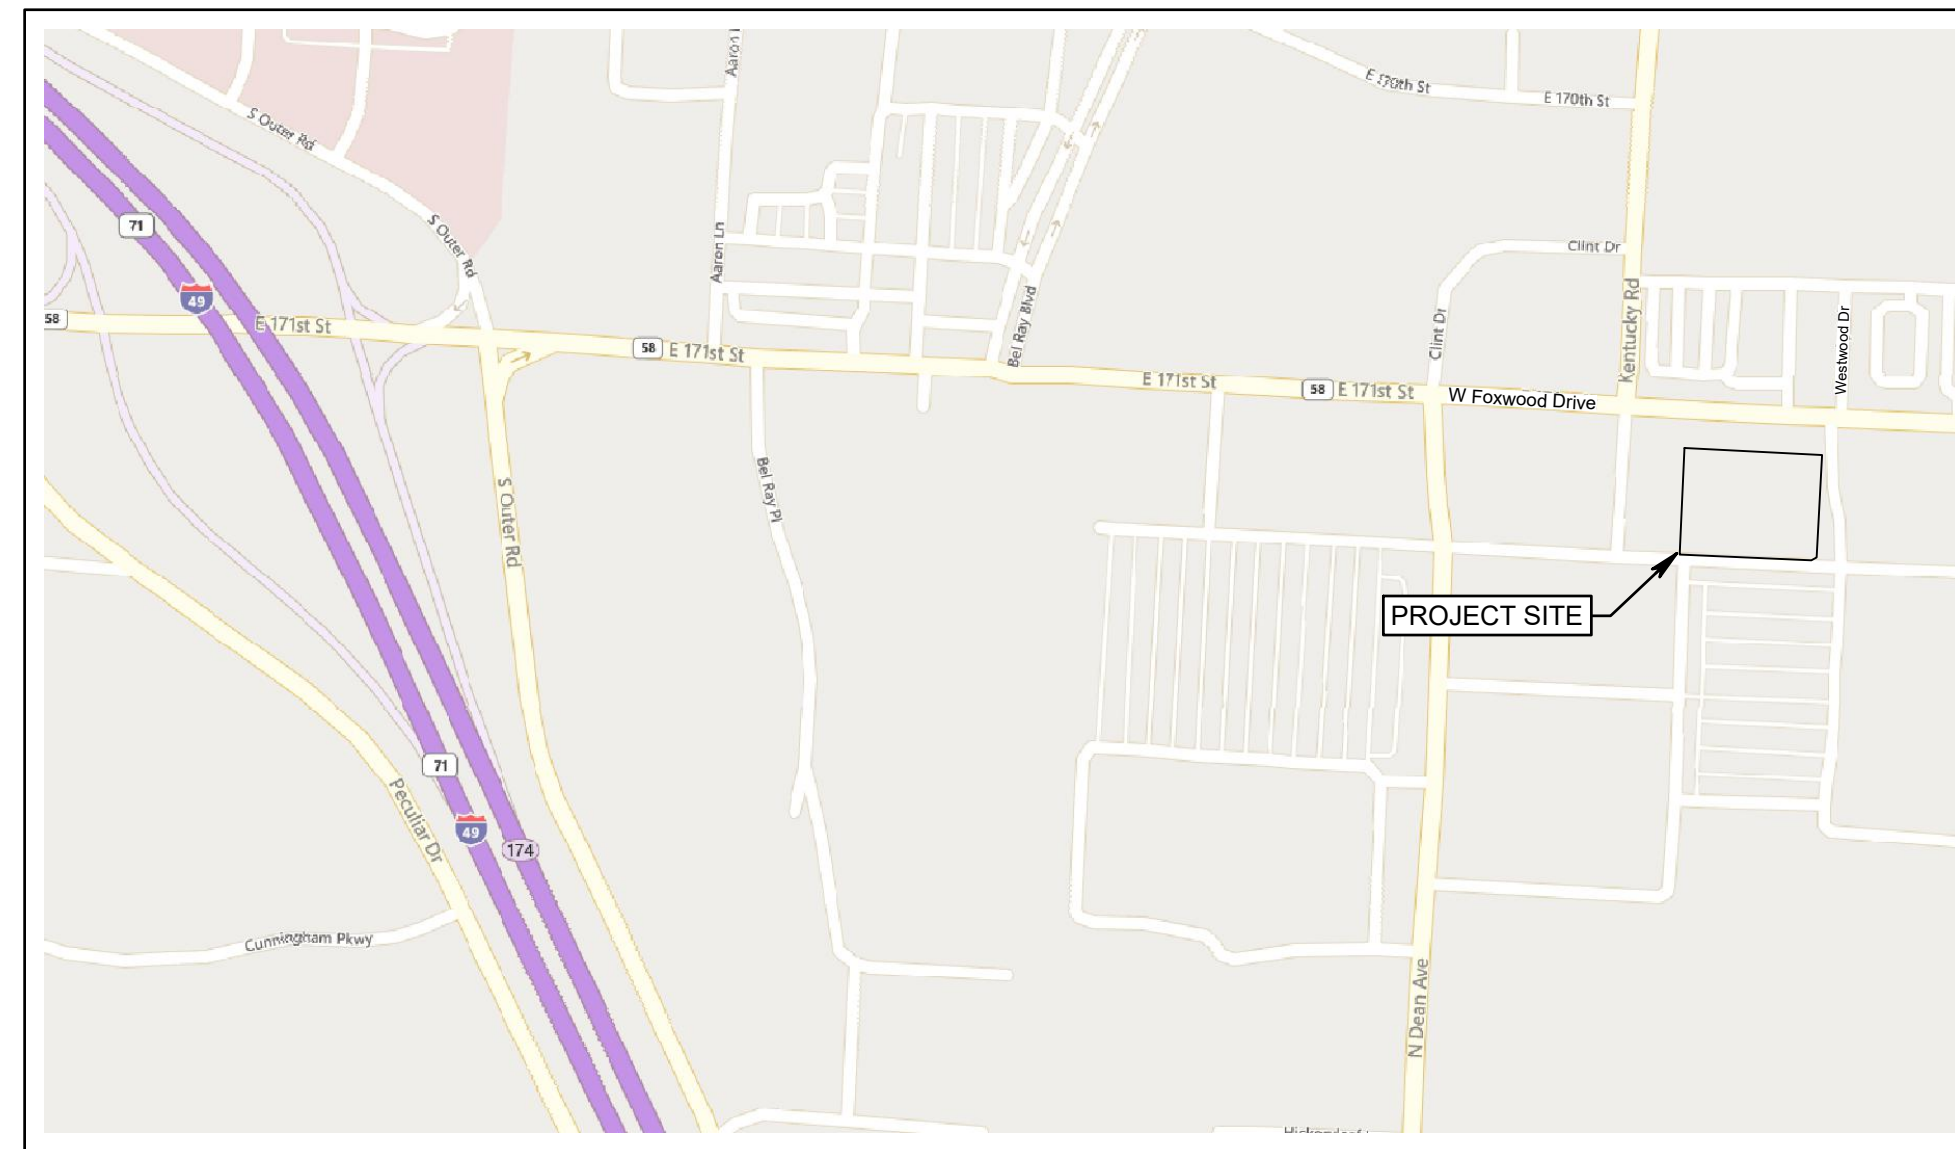 Aaron
E 170th St
S Outer Rd
71
S Outer Rd
Aaron Ln
Clint Dr
Kentucky Rd
49
58
E 171st St
Bel Ray Blvd
Clint Dr
Westwood Dr
58 E 171st St
E 171st St
58 E 171st St
W Foxwood Drive
Bel Ray Pl
S Outer Rd
PROJECT SITE
71
Peculiar Dr
49
174
Cunningham Pkwy
N Dean Ave